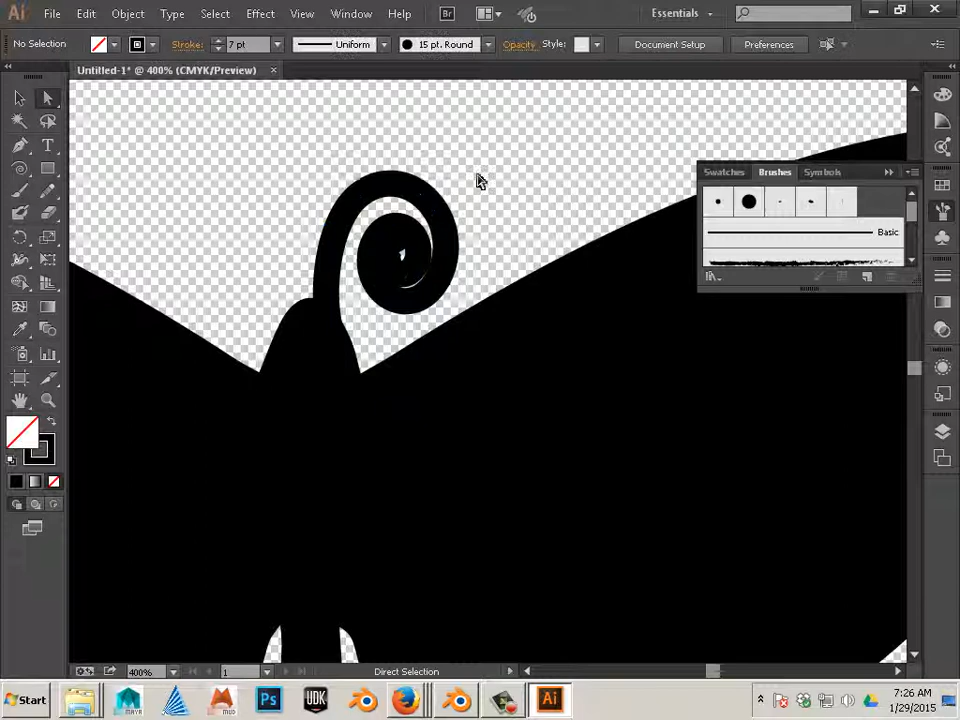 Ai File Edit Object Type Select Effect View Window Help Br Essentials
No Selection Stroke: 7 pt Uniform 15 pt. Round Opacity Style: Document Setup Preferences
Untitled-1* @ 400% (CMYK/Preview) ×
Swatches Brushes Symbols
Basic
T
400% 1 Direct Selection
Start MAYA MUD Ps UDK Ai 7:26 AM
1/29/2015